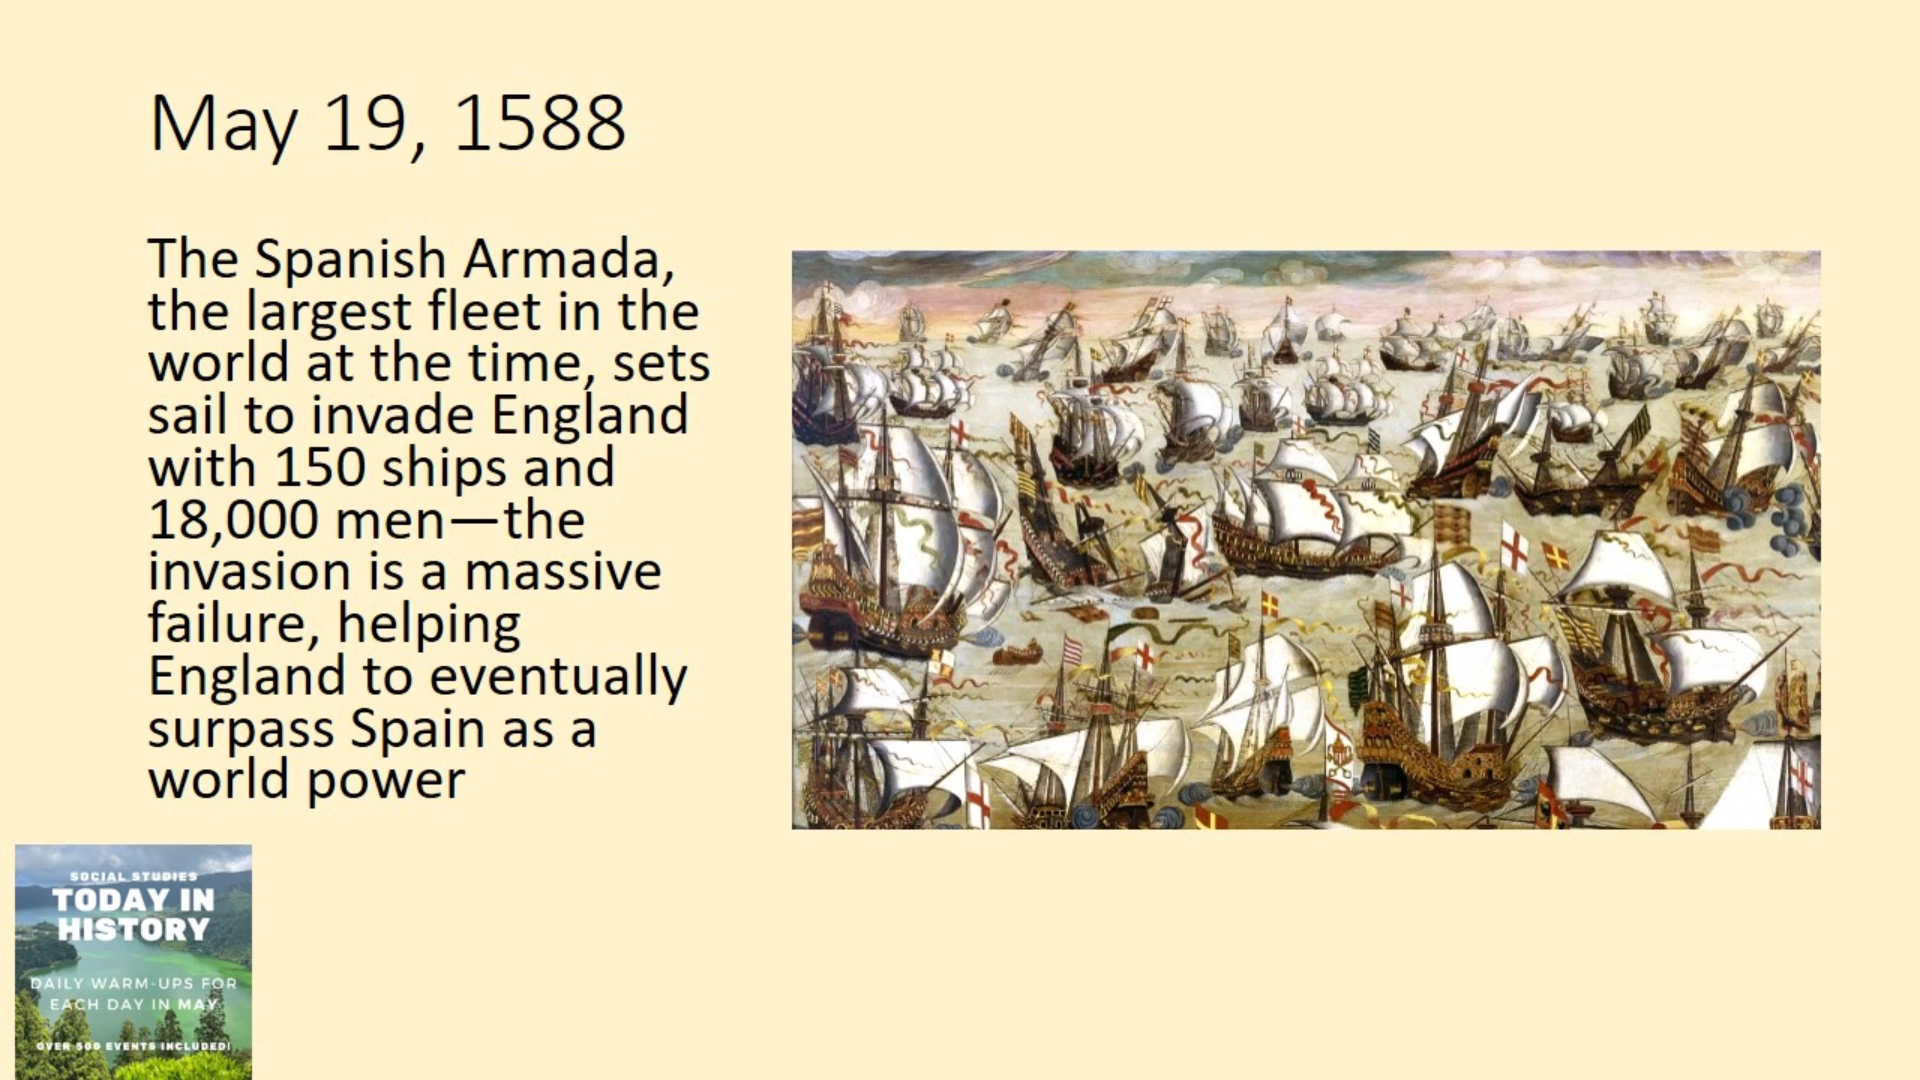 May 19, 1588
The Spanish Armada,
the largest fleet in the
world at the time, sets
sail to invade England
with 150 ships and
18,000 men—the
invasion is a massive
failure, helping
England to eventually
surpass Spain as a
world power
SOCIAL STUDIES
TODAY IN
HISTORY
DAILY WARM-UPS FOR
EACH DAY IN MAY
OVER 500 EVENTS INCLUDED!